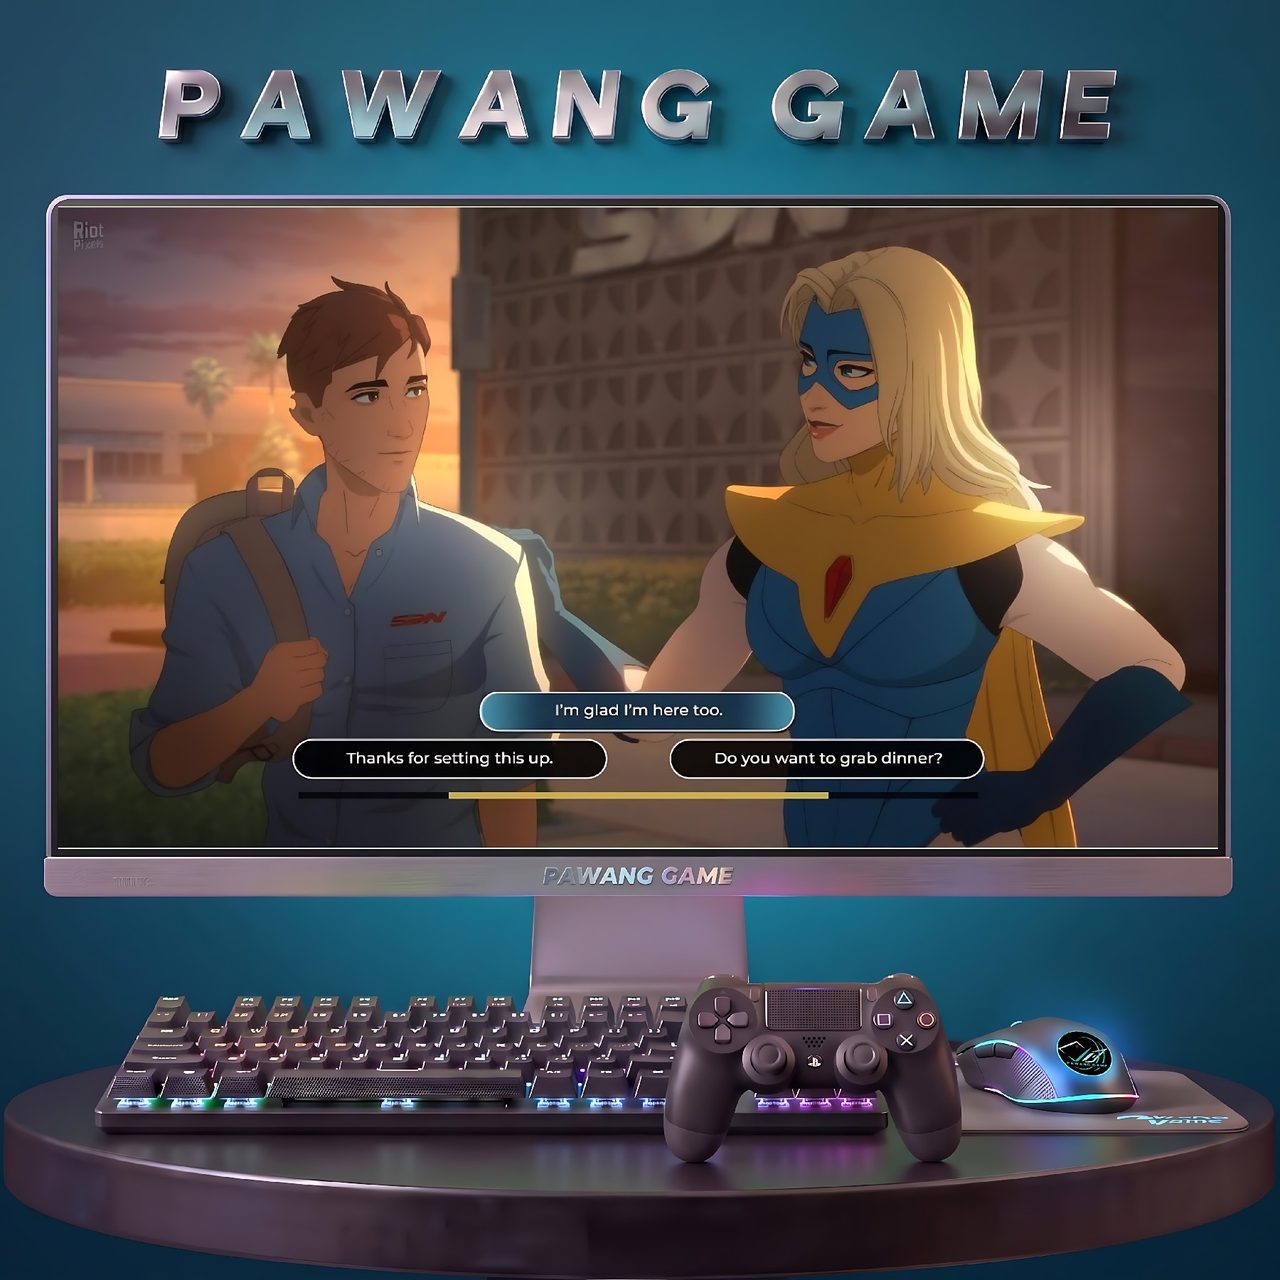 PAWANG GAME
Riot
Pixels
SDN
SDN
I'm glad I'm here too.
Thanks for setting this up.
Do you want to grab dinner?
PAWANG GAME